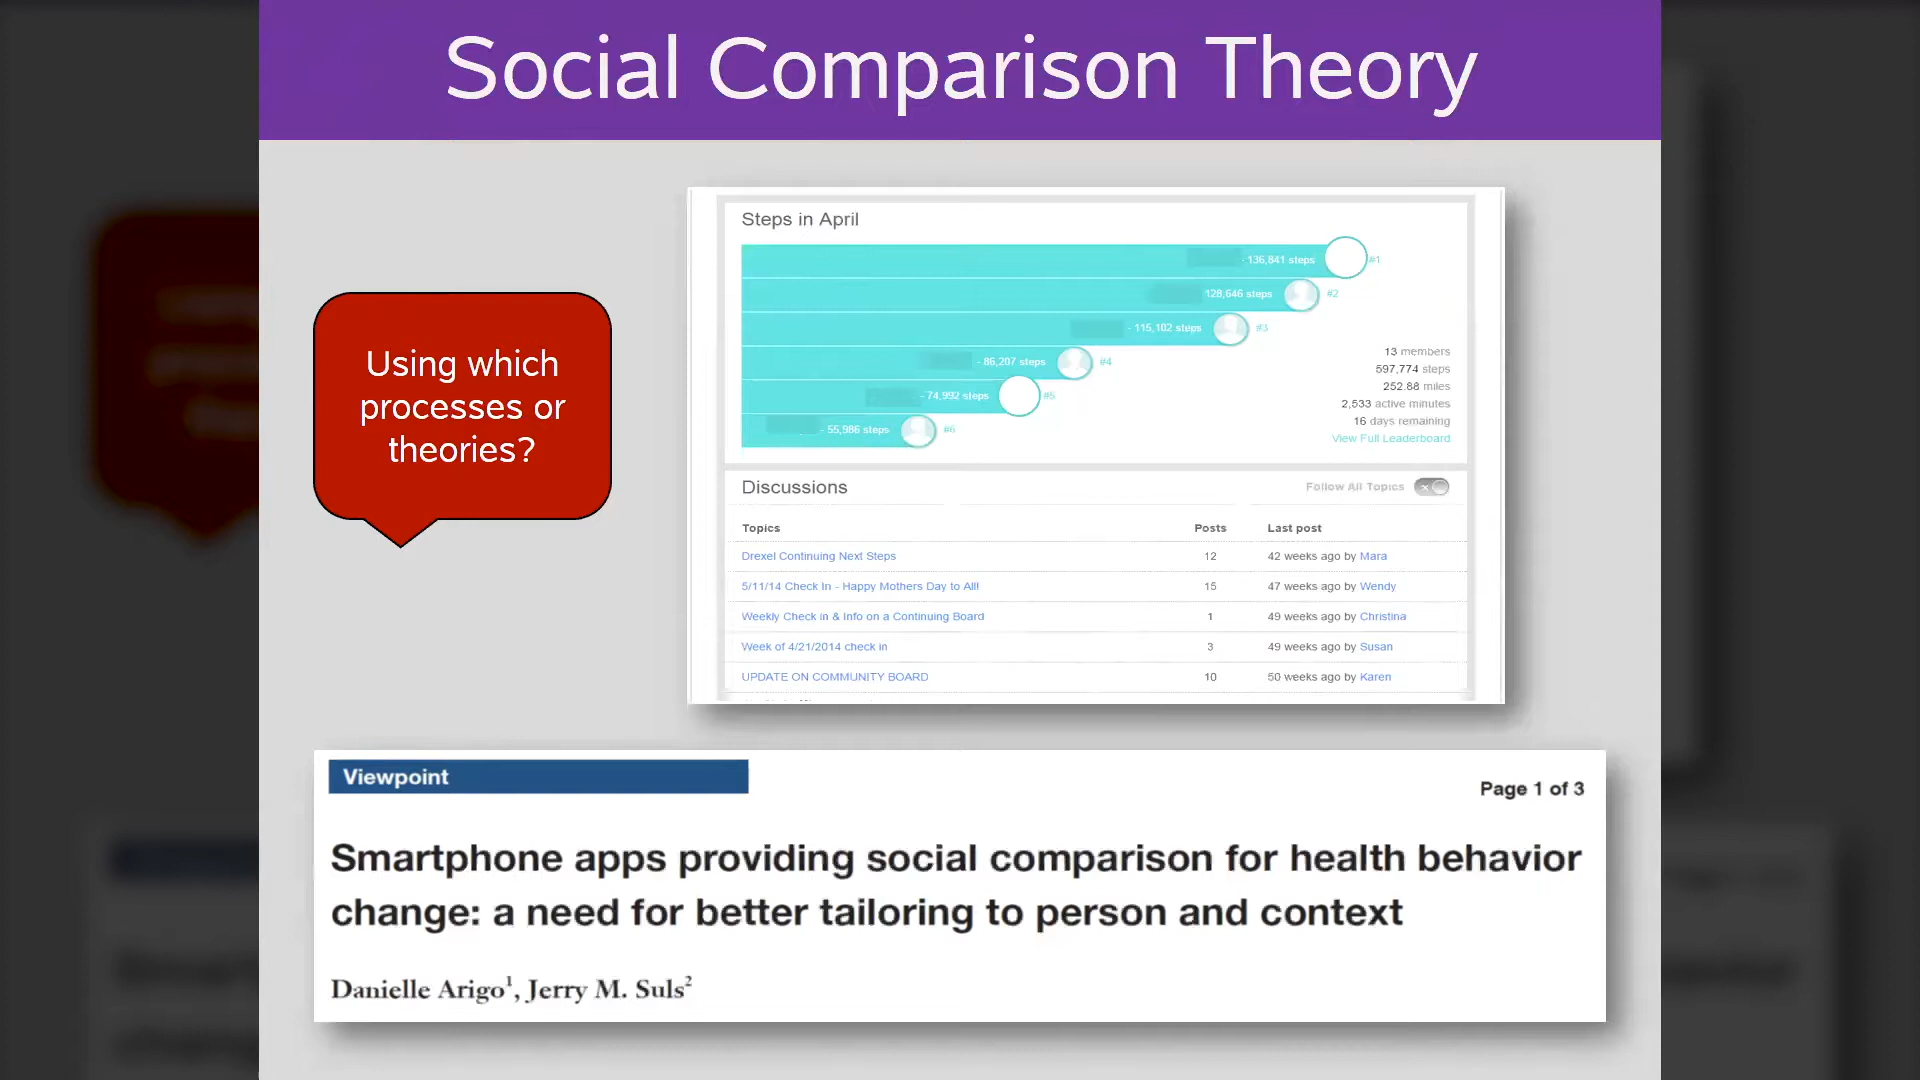 Social Comparison Theory
Using which
processes or
theories?
Steps in April
- 136,841 steps #1
128,646 steps #2
- 115,102 steps #3
- 86,207 steps #4
- 74,992 steps #5
- 55,986 steps #6
13 members
597,774 steps
252.88 miles
2,533 active minutes
16 days remaining
View Full Leaderboard
Discussions Follow All Topics
Topics Posts Last post
Drexel Continuing Next Steps 12 42 weeks ago by Mara
5/11/14 Check In - Happy Mothers Day to All! 15 47 weeks ago by Wendy
Weekly Check in & Info on a Continuing Board 1 49 weeks ago by Christina
Week of 4/21/2014 check in 3 49 weeks ago by Susan
UPDATE ON COMMUNITY BOARD 10 50 weeks ago by Karen
Viewpoint
Page 1 of 3
Smartphone apps providing social comparison for health behavior
change: a need for better tailoring to person and context
Danielle Arigo¹, Jerry M. Suls²